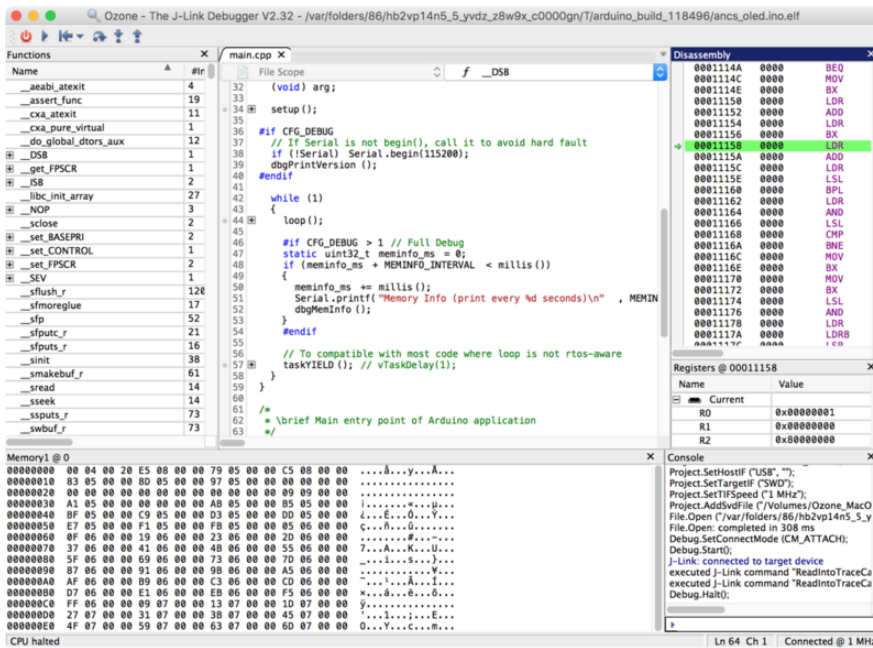 Ozone - The J-Link Debugger V2.32 - /var/folders/86/hb2vp14n5_5_yvdz_z8w9x_c0000gn/T/arduino_build_118496/ancs_oled.ino.elf
Functions
Name #Ir
__aeabi_atexit 4
__assert_func 19
__cxa_atexit 11
__cxa_pure_virtual 1
__do_global_dtors_aux 12
__DSB 1
__get_FPSCR 1
__ISB 2
__libc_init_array 27
__NOP 3
__sclose 2
__set_BASEPRI 2
__set_CONTROL 1
__set_FPSCR 2
__SEV 1
__sflush_r 120
__sfmoreglue 17
__sfp 52
__sfputc_r 21
__sfputs_r 16
__sinit 38
__smakebuf_r 61
__sread 14
__sseek 14
__ssputs_r 73
__swbuf_r 73
main.cpp
File Scope f __DSB
32 (void) arg;
33
34 setup();
35
36 #if CFG_DEBUG
37 // If Serial is not begin(), call it to avoid hard fault
38 if (!Serial) Serial.begin(115200);
39 dbgPrintVersion ();
40 #endif
41
42 while (1)
43 {
44 loop();
45
46 #if CFG_DEBUG > 1 // Full Debug
47 static uint32_t meminfo_ms = 0;
48 if (meminfo_ms + MEMINFO_INTERVAL < millis())
49 {
50 meminfo_ms += millis();
51 Serial.printf("Memory Info (print every %d seconds)\n" , MEMIN
52 dbgMemInfo ();
53 }
54 #endif
55
56 // To compatible with most code where loop is not rtos-aware
57 taskYIELD (); // vTaskDelay(1);
58 }
59 }
60
61 /*
62 * \brief Main entry point of Arduino application
63 */
Disassembly
0001114A 0000 BEQ
0001114C 0000 MOV
0001114E 0000 BX
00011150 0000 LDR
00011152 0000 ADD
00011154 0000 LDR
00011156 0000 BX
00011158 0000 LDR
0001115A 0000 ADD
0001115C 0000 LDR
0001115E 0000 LSL
00011160 0000 BPL
00011162 0000 LDR
00011164 0000 AND
00011166 0000 LSL
00011168 0000 CMP
0001116A 0000 BNE
0001116C 0000 MOV
0001116E 0000 BX
00011170 0000 MOV
00011172 0000 BX
00011174 0000 LSL
00011176 0000 AND
00011178 0000 LDR
0001117A 0000 LDRB
Registers @ 00011158
Name Value
Current
R0 0x00000001
R1 0x00000000
R2 0x80000000
Memory1 @ 0
00000000 00 04 00 20 E5 08 00 00 79 05 00 00 C5 08 00 00 ....å...y...Å...
00000010 83 05 00 00 8D 05 00 00 97 05 00 00 00 00 00 00 ................
00000020 00 00 00 00 00 00 00 00 00 00 00 00 09 09 00 00 ................
00000030 A1 05 00 00 00 00 00 00 AB 05 00 00 B5 05 00 00 ¡.......«...µ...
00000040 BF 05 00 00 C9 05 00 00 D3 05 00 00 DD 05 00 00 ¿...É...Ó...Ý...
00000050 E7 05 00 00 F1 05 00 00 FB 05 00 00 05 06 00 00 ç...ñ...û.......
00000060 0F 06 00 00 19 06 00 00 23 06 00 00 2D 06 00 00 ........#...-...
00000070 37 06 00 00 41 06 00 00 4B 06 00 00 55 06 00 00 7...A...K...U...
00000080 5F 06 00 00 69 06 00 00 73 06 00 00 7D 06 00 00 _...i...s...}...
00000090 87 06 00 00 91 06 00 00 9B 06 00 00 A5 06 00 00 ............¥...
000000A0 AF 06 00 00 B9 06 00 00 C3 06 00 00 CD 06 00 00 ¯...¹...Ã...Í...
000000B0 D7 06 00 00 E1 06 00 00 EB 06 00 00 F5 06 00 00 ×...á...ë...õ...
000000C0 FF 06 00 00 09 07 00 00 13 07 00 00 1D 07 00 00 ÿ...............
000000D0 27 07 00 00 31 07 00 00 3B 07 00 00 45 07 00 00 '...1...;...E...
000000E0 4F 07 00 00 59 07 00 00 63 07 00 00 6D 07 00 00 O...Y...c...m...
Console
Project.SetHostIF ("USB", "");
Project.SetTargetIF ("SWD");
Project.SetTIFSpeed ("1 MHz");
Project.AddSvdFile ("/Volumes/Ozone_MacO
File.Open ("/var/folders/86/hb2vp14n5_5_y
File.Open: completed in 308 ms
Debug.SetConnectMode (CM_ATTACH);
Debug.Start();
J-Link: connected to target device
executed J-Link command "ReadIntoTraceCa
executed J-Link command "ReadIntoTraceCa
Debug.Halt();
CPU halted
Ln 64 Ch 1 Connected @ 1 MHz